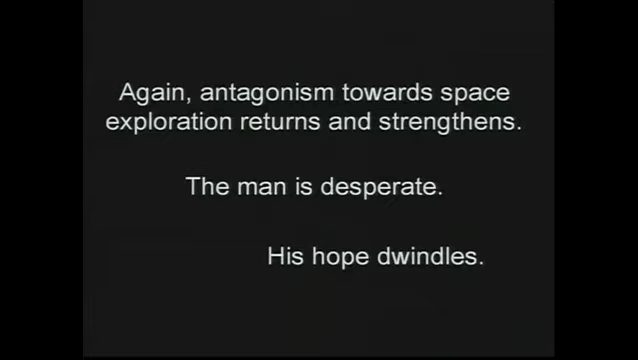 Again, antagonism towards space
exploration returns and strengthens.
The man is desperate.
His hope dwindles.